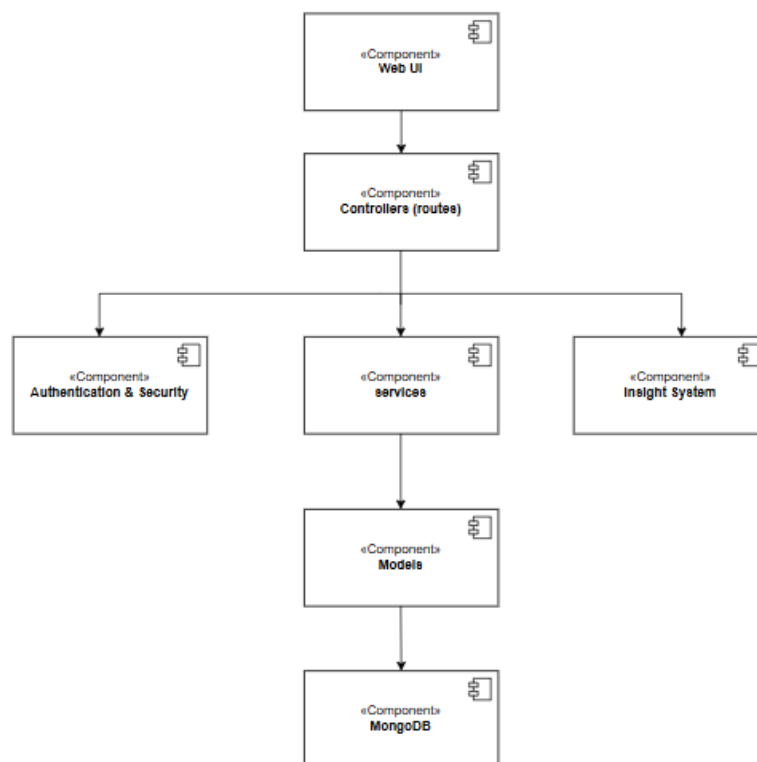 «Component»
Web UI
«Component»
Controllers (routes)
«Component»
Authentication & Security
«Component»
services
«Component»
Insight System
«Component»
Models
«Component»
MongoDB